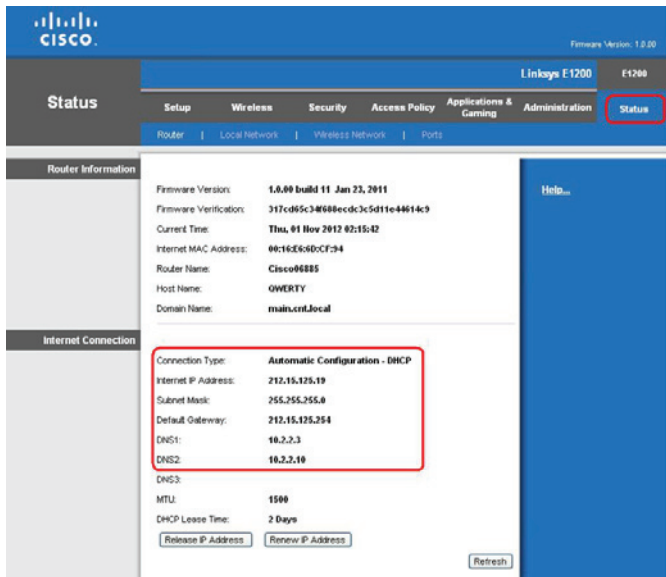 CISCO
Firmware Version: 1.0.00
Linksys E1200 E1200
Status
Setup Wireless Security Access Policy Applications & Gaming Administration Status
Router | Local Network | Wireless Network | Ports
Router Information
Help...
Firmware Version: 1.0.00 build 11 Jan 23, 2011
Firmware Verification: 317cd65c34f688ecdc3c5d11e44614c9
Current Time: Thu, 01 Nov 2012 02:15:42
Internet MAC Address: 00:16:E6:6D:CF:94
Router Name: Cisco06885
Host Name: QWERTY
Domain Name: main.cnt.local
Internet Connection
Connection Type: Automatic Configuration - DHCP
Internet IP Address: 212.15.125.19
Subnet Mask: 255.255.255.0
Default Gateway: 212.15.125.254
DNS1: 10.2.2.3
DNS2: 10.2.2.10
DNS3:
MTU: 1500
DHCP Lease Time: 2 Days
Release IP Address Renew IP Address
Refresh